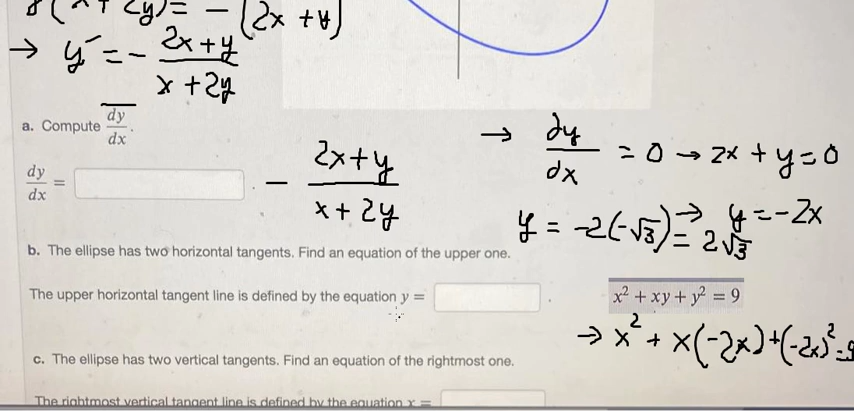 y' = - 2x+y / x+2y
a. Compute dy/dx.
dy/dx = - 2x+y / x+2y
→ dy/dx = 0 → 2x + y = 0
→ y = -2x
y = -2(-√3) = 2√3
b. The ellipse has two horizontal tangents. Find an equation of the upper one.
The upper horizontal tangent line is defined by the equation y = .
x² + xy + y² = 9
→ x² + x(-2x)+(-2x)²=9
c. The ellipse has two vertical tangents. Find an equation of the rightmost one.
The rightmost vertical tangent line is defined by the equation x =